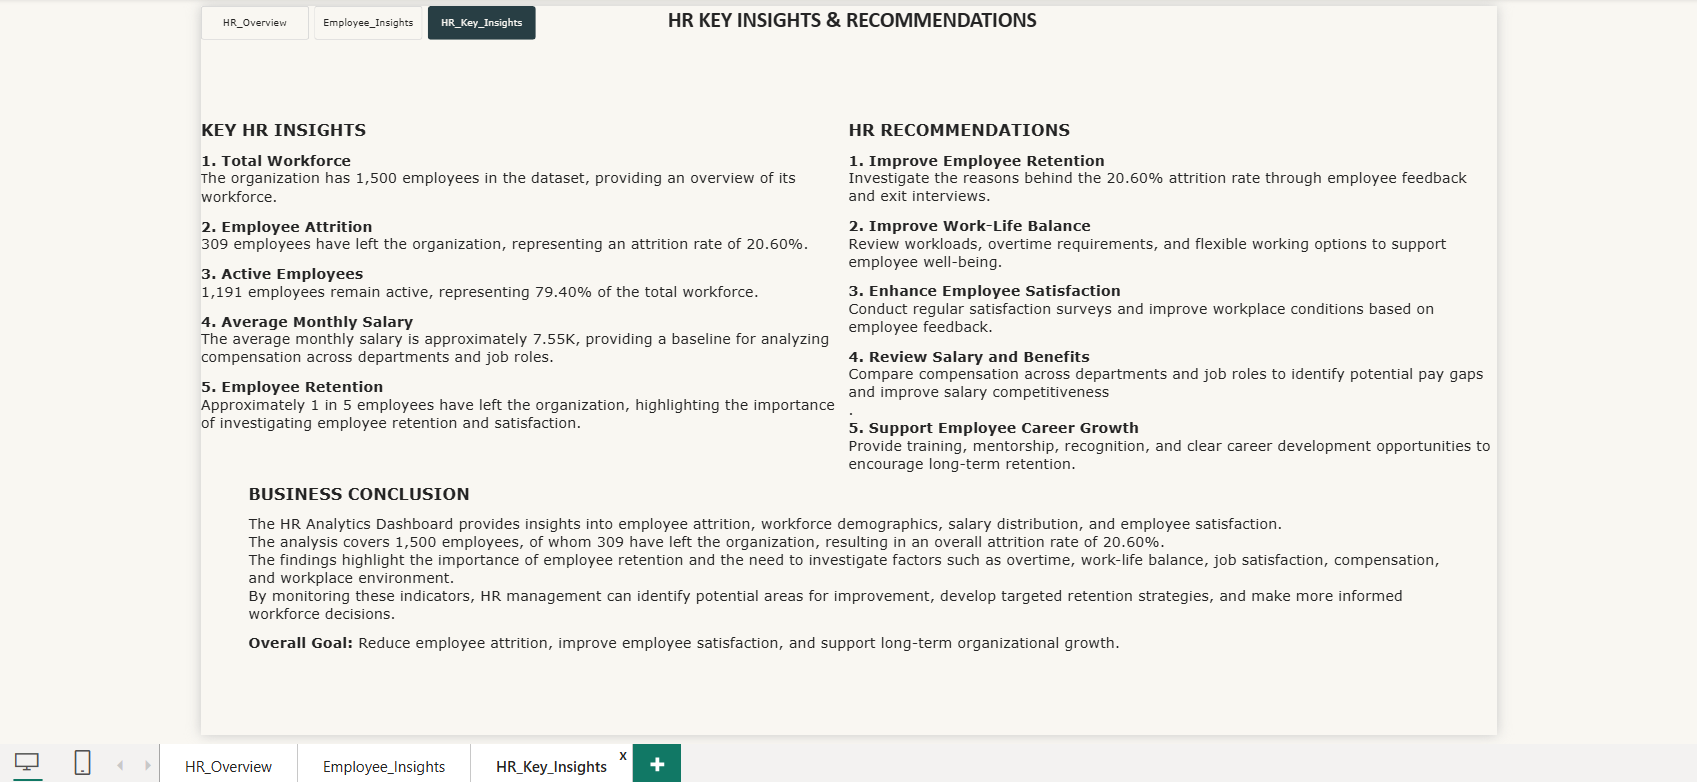 HR_Overview
Employee_Insights
HR_Key_Insights
HR KEY INSIGHTS & RECOMMENDATIONS
KEY HR INSIGHTS
1. Total Workforce
The organization has 1,500 employees in the dataset, providing an overview of its
workforce.
2. Employee Attrition
309 employees have left the organization, representing an attrition rate of 20.60%.
3. Active Employees
1,191 employees remain active, representing 79.40% of the total workforce.
4. Average Monthly Salary
The average monthly salary is approximately 7.55K, providing a baseline for analyzing
compensation across departments and job roles.
5. Employee Retention
Approximately 1 in 5 employees have left the organization, highlighting the importance
of investigating employee retention and satisfaction.
HR RECOMMENDATIONS
1. Improve Employee Retention
Investigate the reasons behind the 20.60% attrition rate through employee feedback
and exit interviews.
2. Improve Work-Life Balance
Review workloads, overtime requirements, and flexible working options to support
employee well-being.
3. Enhance Employee Satisfaction
Conduct regular satisfaction surveys and improve workplace conditions based on
employee feedback.
4. Review Salary and Benefits
Compare compensation across departments and job roles to identify potential pay gaps
and improve salary competitiveness
.
5. Support Employee Career Growth
Provide training, mentorship, recognition, and clear career development opportunities to
encourage long-term retention.
BUSINESS CONCLUSION
The HR Analytics Dashboard provides insights into employee attrition, workforce demographics, salary distribution, and employee satisfaction.
The analysis covers 1,500 employees, of whom 309 have left the organization, resulting in an overall attrition rate of 20.60%.
The findings highlight the importance of employee retention and the need to investigate factors such as overtime, work-life balance, job satisfaction, compensation,
and workplace environment.
By monitoring these indicators, HR management can identify potential areas for improvement, develop targeted retention strategies, and make more informed
workforce decisions.
Overall Goal: Reduce employee attrition, improve employee satisfaction, and support long-term organizational growth.
HR_Overview
Employee_Insights
HR_Key_Insights
x
+